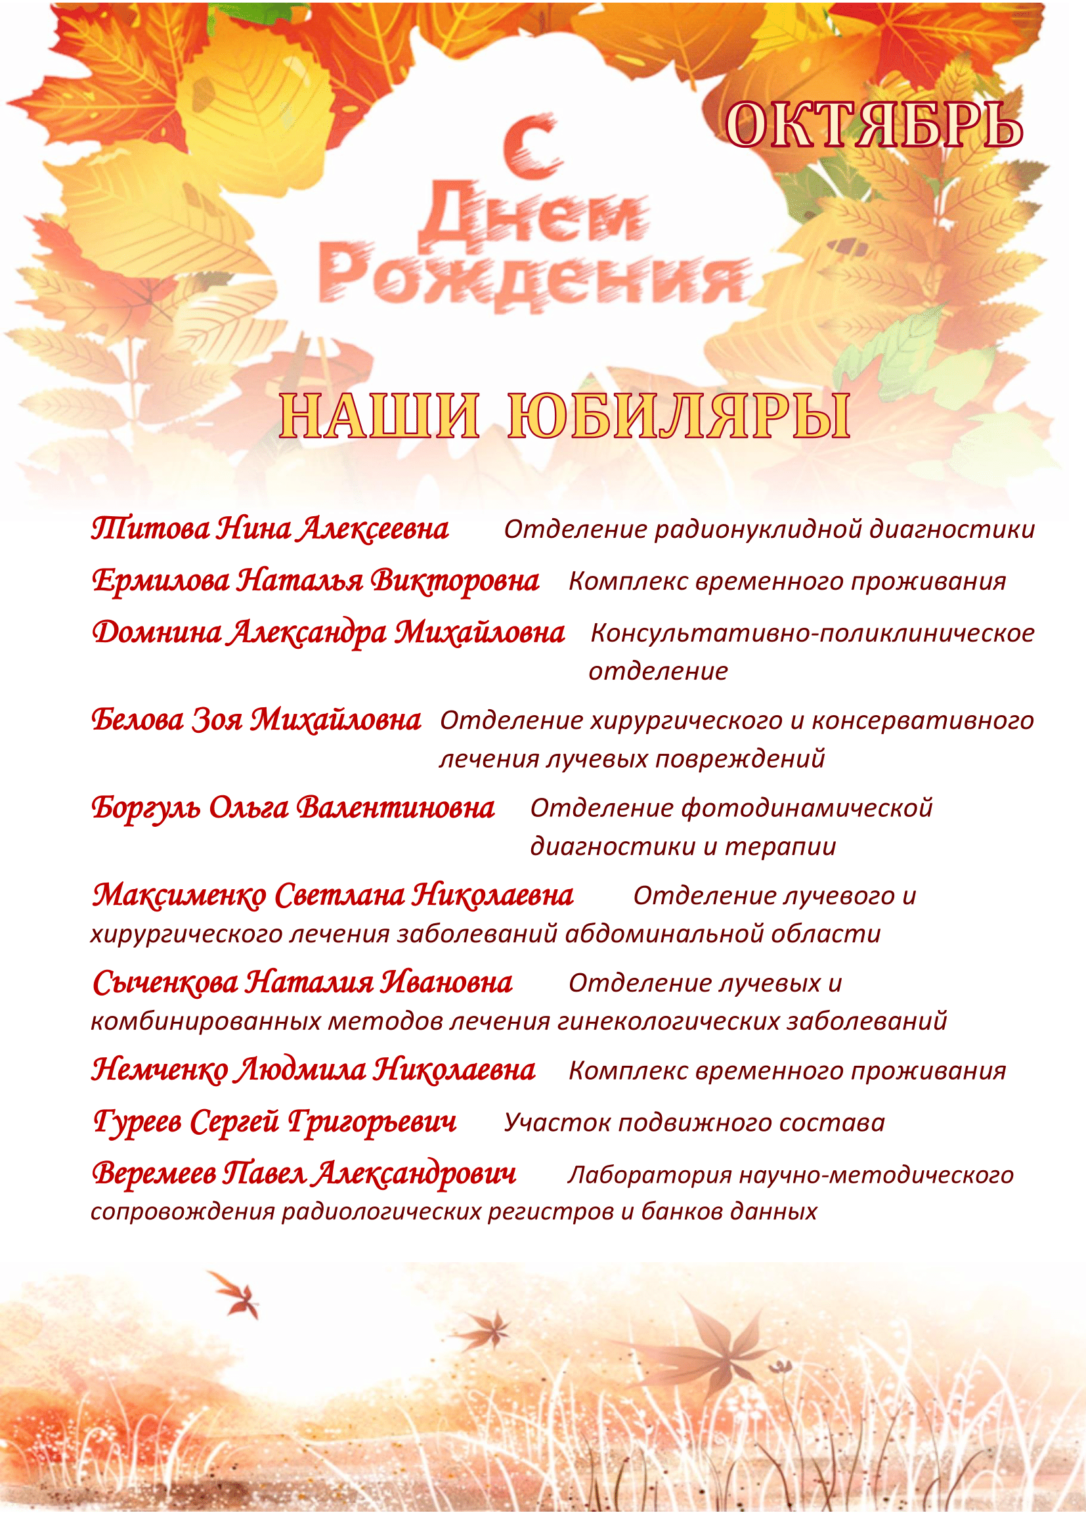 ОКТЯБРЬ
С
Днем
Рождения
НАШИ ЮБИЛЯРЫ
Титова Нина Алексеевна Отделение радионуклидной диагностики
Ермилова Наталья Викторовна Комплекс временного проживания
Домнина Александра Михайловна Консультативно-поликлиническое
отделение
Белова Зоя Михайловна Отделение хирургического и консервативного
лечения лучевых повреждений
Боргуль Ольга Валентиновна Отделение фотодинамической
диагностики и терапии
Максименко Светлана Николаевна Отделение лучевого и
хирургического лечения заболеваний абдоминальной области
Сыченкова Наталия Ивановна Отделение лучевых и
комбинированных методов лечения гинекологических заболеваний
Немченко Людмила Николаевна Комплекс временного проживания
Гуреев Сергей Григорьевич Участок подвижного состава
Веремеев Павел Александрович Лаборатория научно-методического
сопровождения радиологических регистров и банков данных